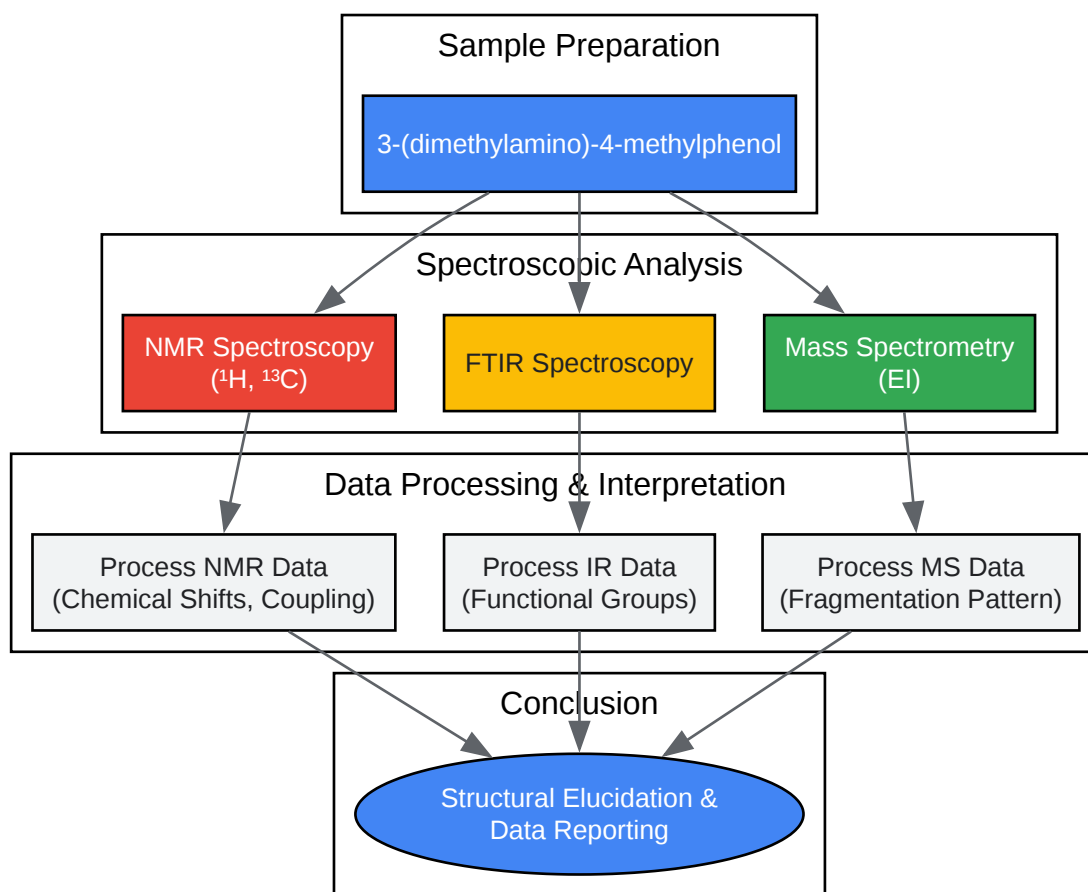 Sample Preparation
3-(dimethylamino)-4-methylphenol
Spectroscopic Analysis
NMR Spectroscopy
(¹H, ¹³C)
FTIR Spectroscopy
Mass Spectrometry
(EI)
Data Processing & Interpretation
Process NMR Data
(Chemical Shifts, Coupling)
Process IR Data
(Functional Groups)
Process MS Data
(Fragmentation Pattern)
Conclusion
Structural Elucidation &
Data Reporting